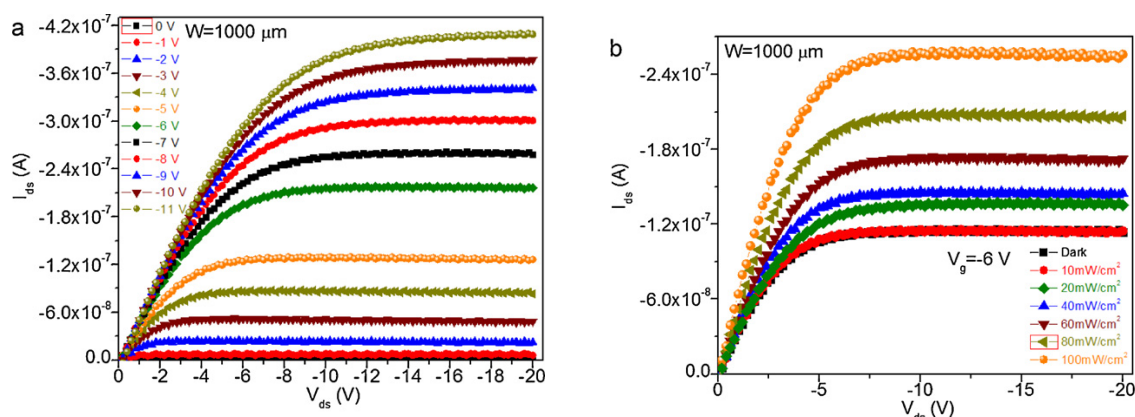 a
W=1000 μm
I_ds (A)
-4.2x10^-7
-3.6x10^-7
-3.0x10^-7
-2.4x10^-7
-1.8x10^-7
-1.2x10^-7
-6.0x10^-8
0.0
0 V
-1 V
-2 V
-3 V
-4 V
-5 V
-6 V
-7 V
-8 V
-9 V
-10 V
-11 V
0 -2 -4 -6 -8 -10 -12 -14 -16 -18 -20
V_ds (V)
b
W=1000 μm
I_ds (A)
-2.4x10^-7
-1.8x10^-7
-1.2x10^-7
-6.0x10^-8
0.0
V_g=-6 V
Dark
10mW/cm²
20mW/cm²
40mW/cm²
60mW/cm²
80mW/cm²
100mW/cm²
0 -5 -10 -15 -20
V_ds (V)